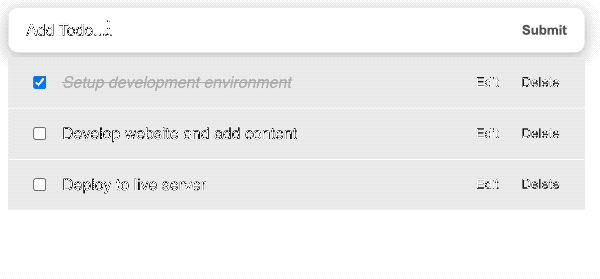 Add Todo... Submit
Setup development environment Edit Delete
Develop website and add content Edit Delete
Deploy to live server Edit Delete